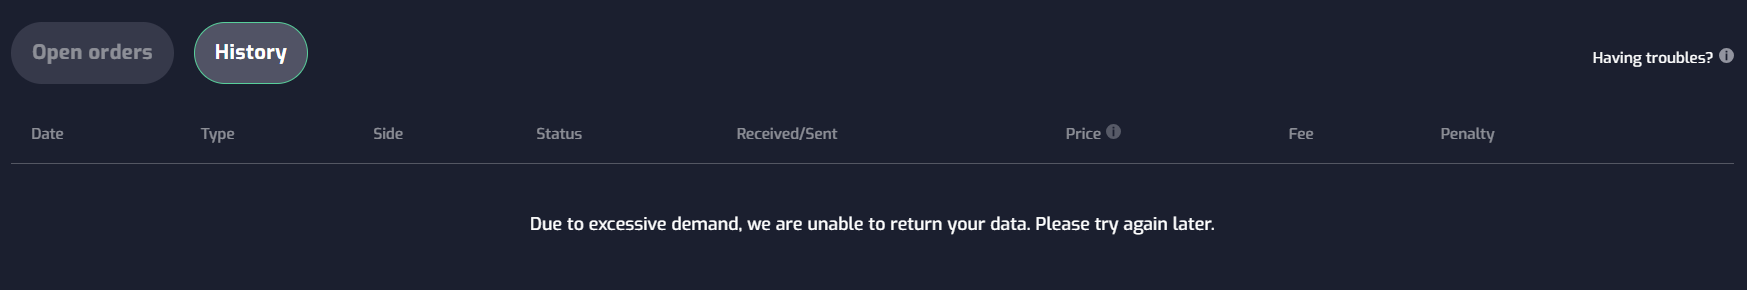 Open orders
History
Having troubles?
Date
Type
Side
Status
Received/Sent
Price
Fee
Penalty
Due to excessive demand, we are unable to return your data. Please try again later.